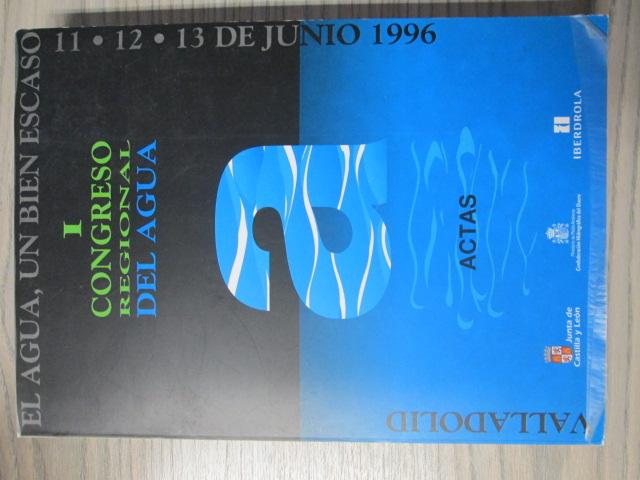 EL AGUA, UN BIEN ESCASO
11 • 12 • 13 DE JUNIO 1996
I
CONGRESO
REGIONAL
DEL AGUA
a
ACTAS
VALLADOLID
Junta de
Castilla y León
Confederación Hidrográfica del Duero
IBERDROLA